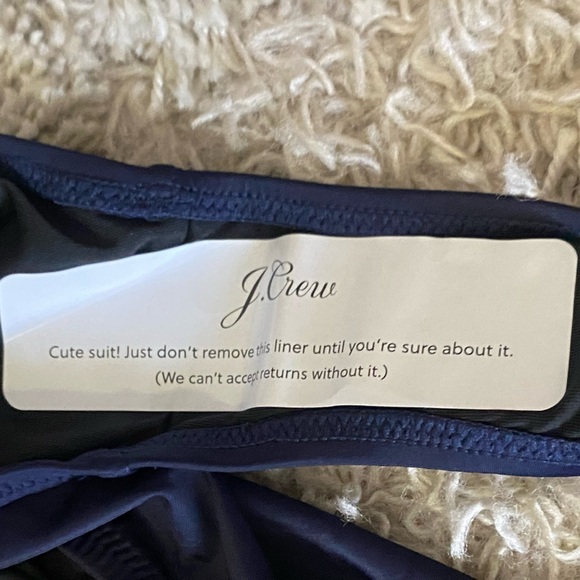 J.Crew
Cute suit! Just don't remove this liner until you're sure about it.
(We can't accept returns without it.)